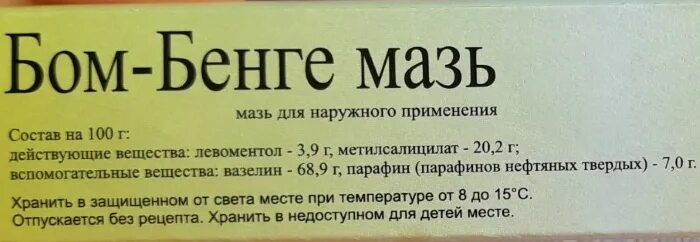 Бом-Бенге мазь
мазь для наружного применения
Состав на 100 г:
действующие вещества: левоментол - 3,9 г, метилсалицилат - 20,2 г;
вспомогательные вещества: вазелин - 68,9 г, парафин (парафинов нефтяных твердых) - 7,0 г.
Хранить в защищенном от света месте при температуре от 8 до 15°С.
Отпускается без рецепта. Хранить в недоступном для детей месте.